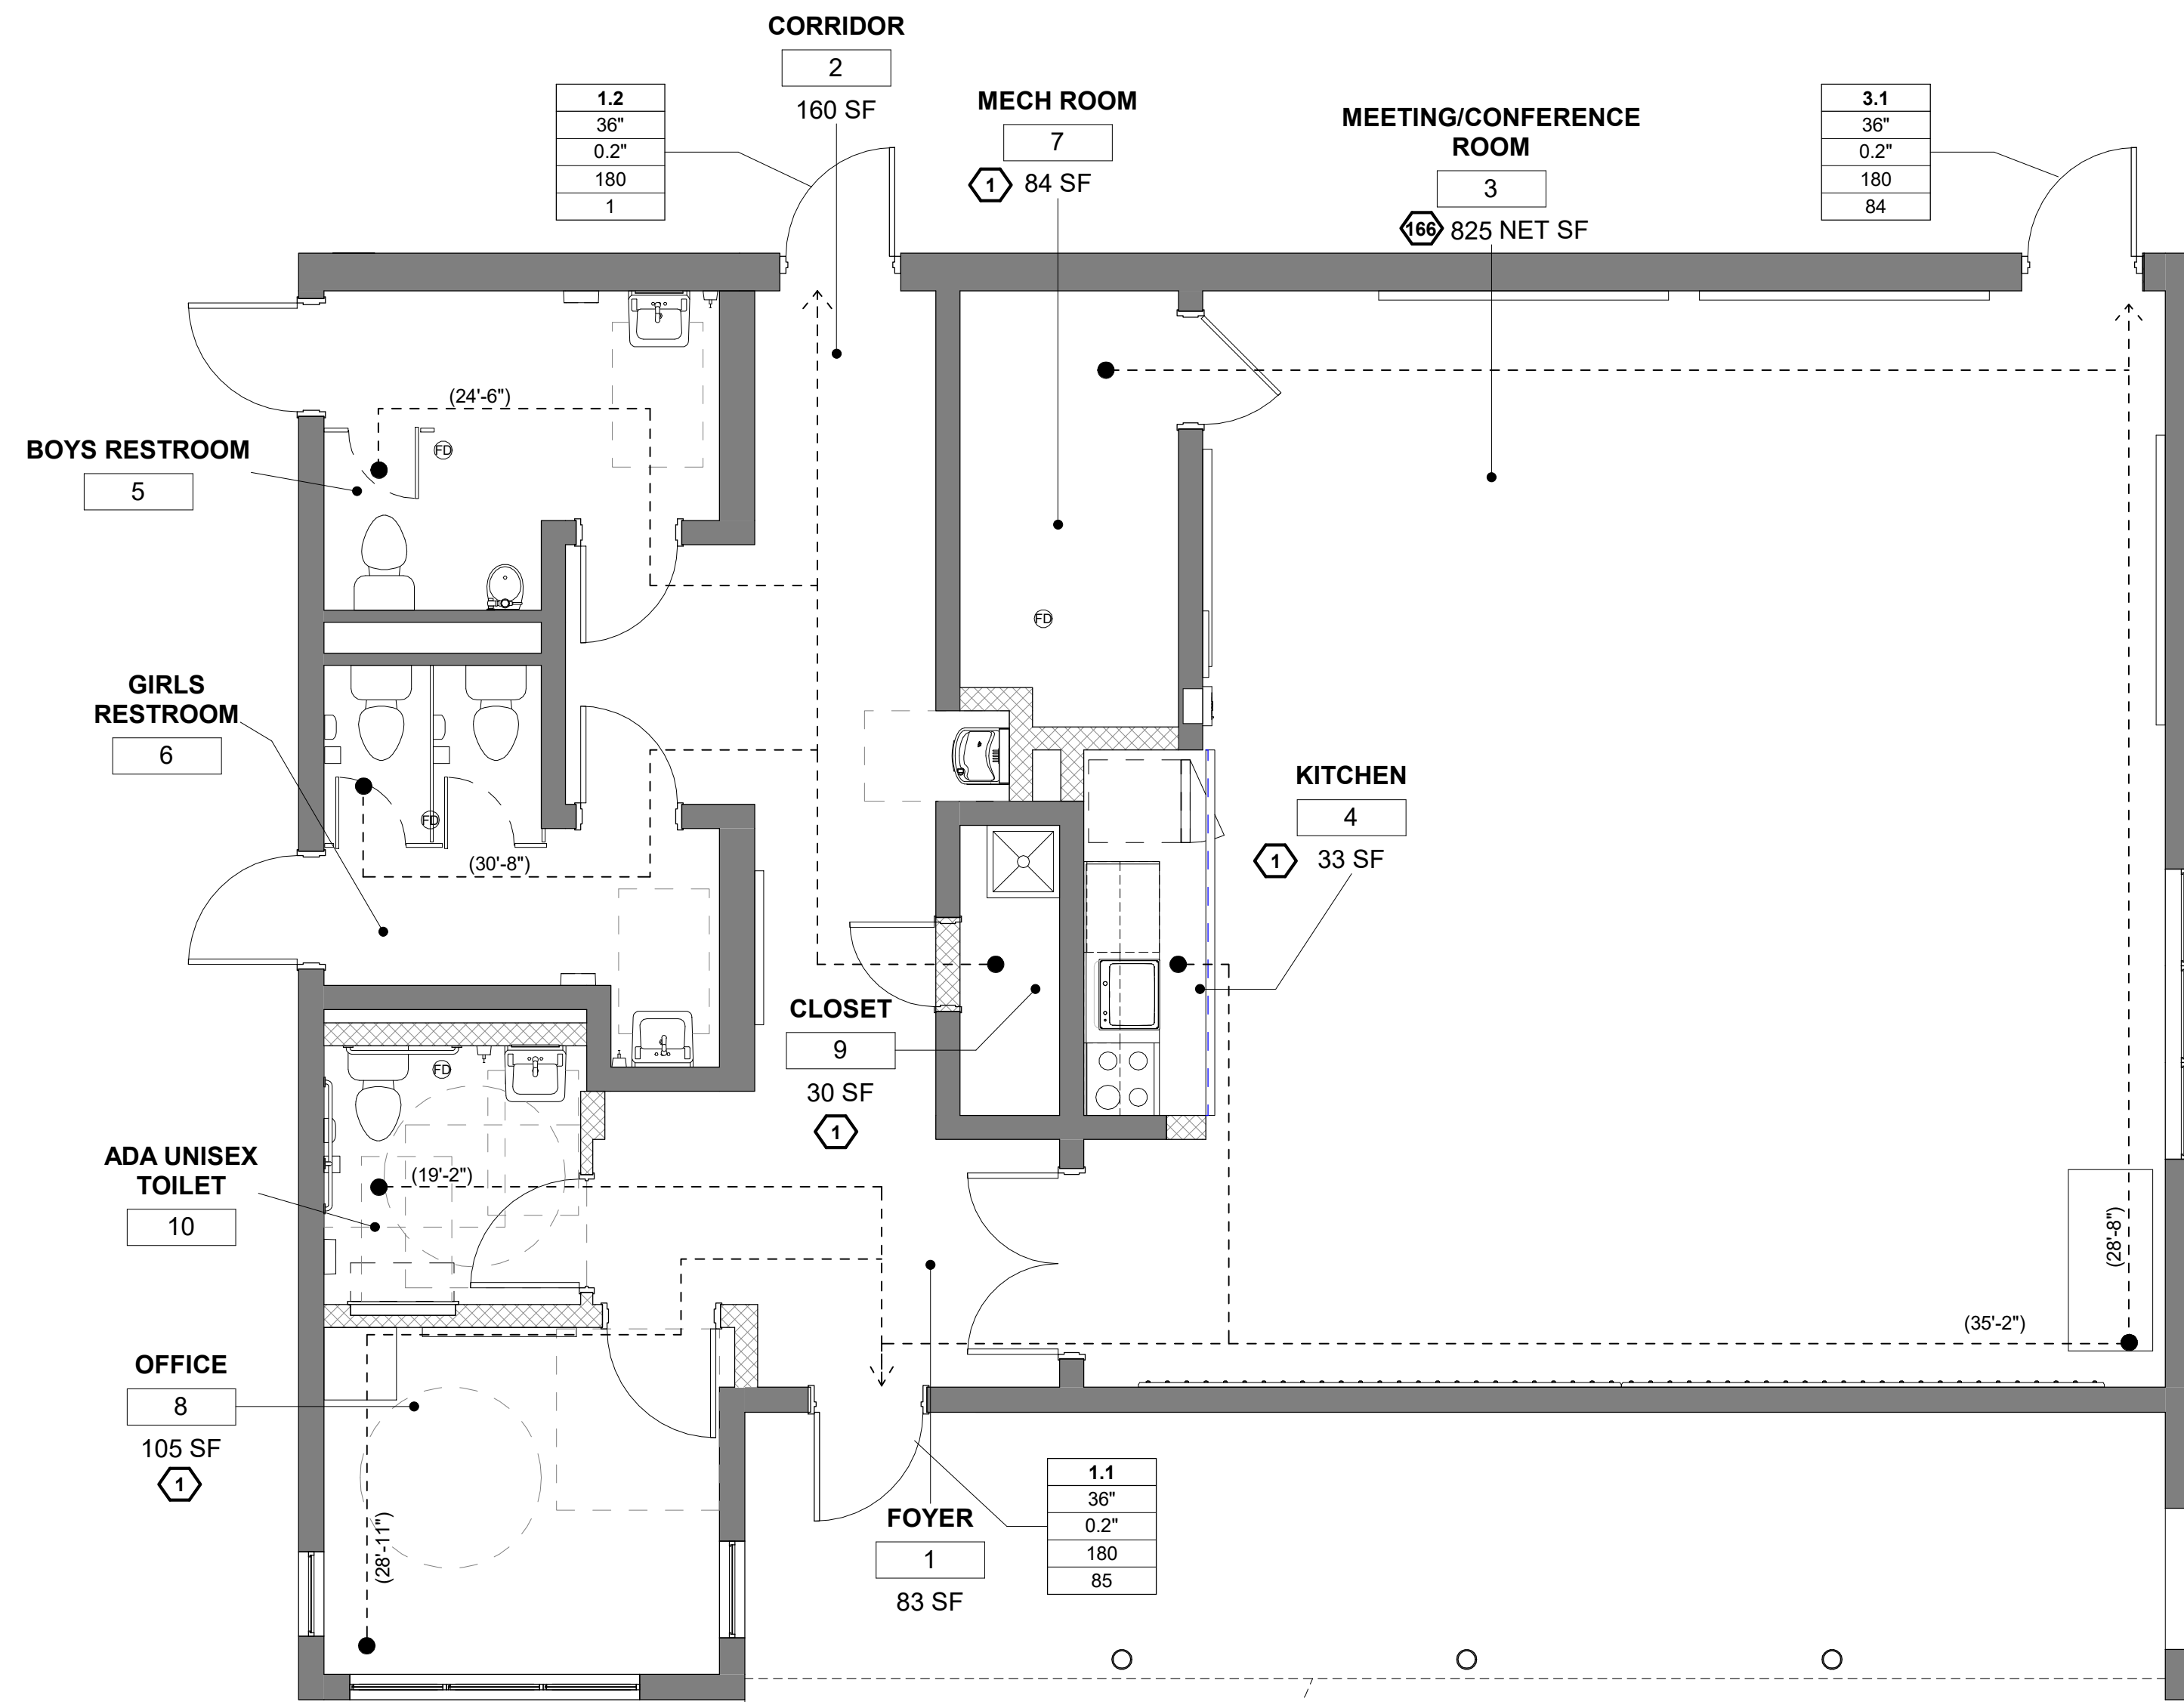 CORRIDOR
2
160 SF
1.2
36"
0.2"
180
1
MECH ROOM
7
1
84 SF
MEETING/CONFERENCE
ROOM
3
166
825 NET SF
3.1
36"
0.2"
180
84
(24'-6")
FD
BOYS RESTROOM
5
FD
GIRLS
RESTROOM
6
FD
(30'-8")
KITCHEN
4
1
33 SF
CLOSET
9
30 SF
1
FD
ADA UNISEX
TOILET
10
(19'-2")
(28'-8")
(35'-2")
OFFICE
8
105 SF
1
(28'-11")
FOYER
1
83 SF
1.1
36"
0.2"
180
85